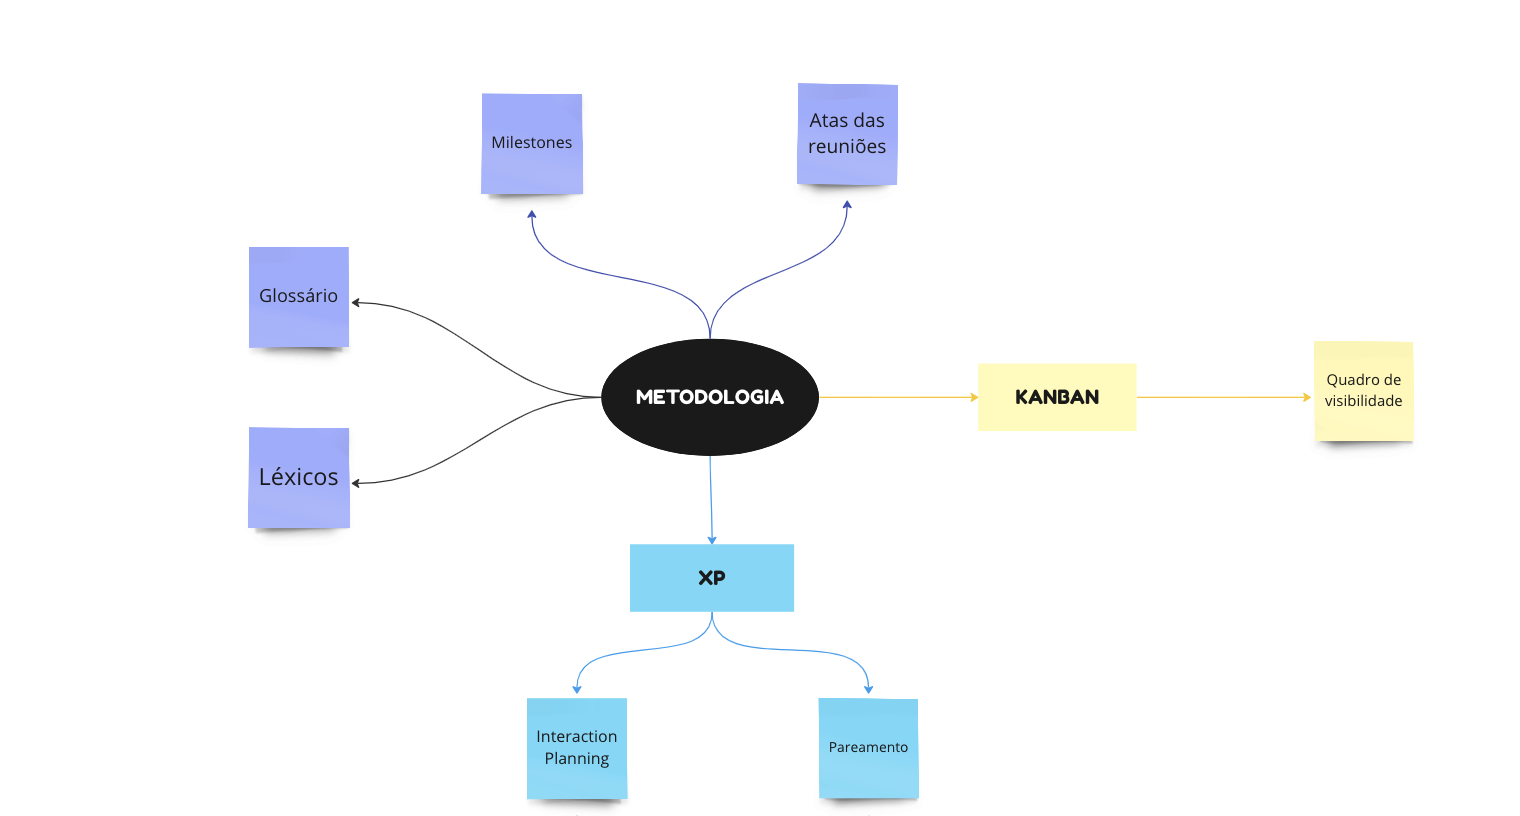 Atas das
reuniões
Milestones
Glossário
Quadro de
visibilidade
METODOLOGIA
KANBAN
Léxicos
XP
Interaction
Planning
Pareamento